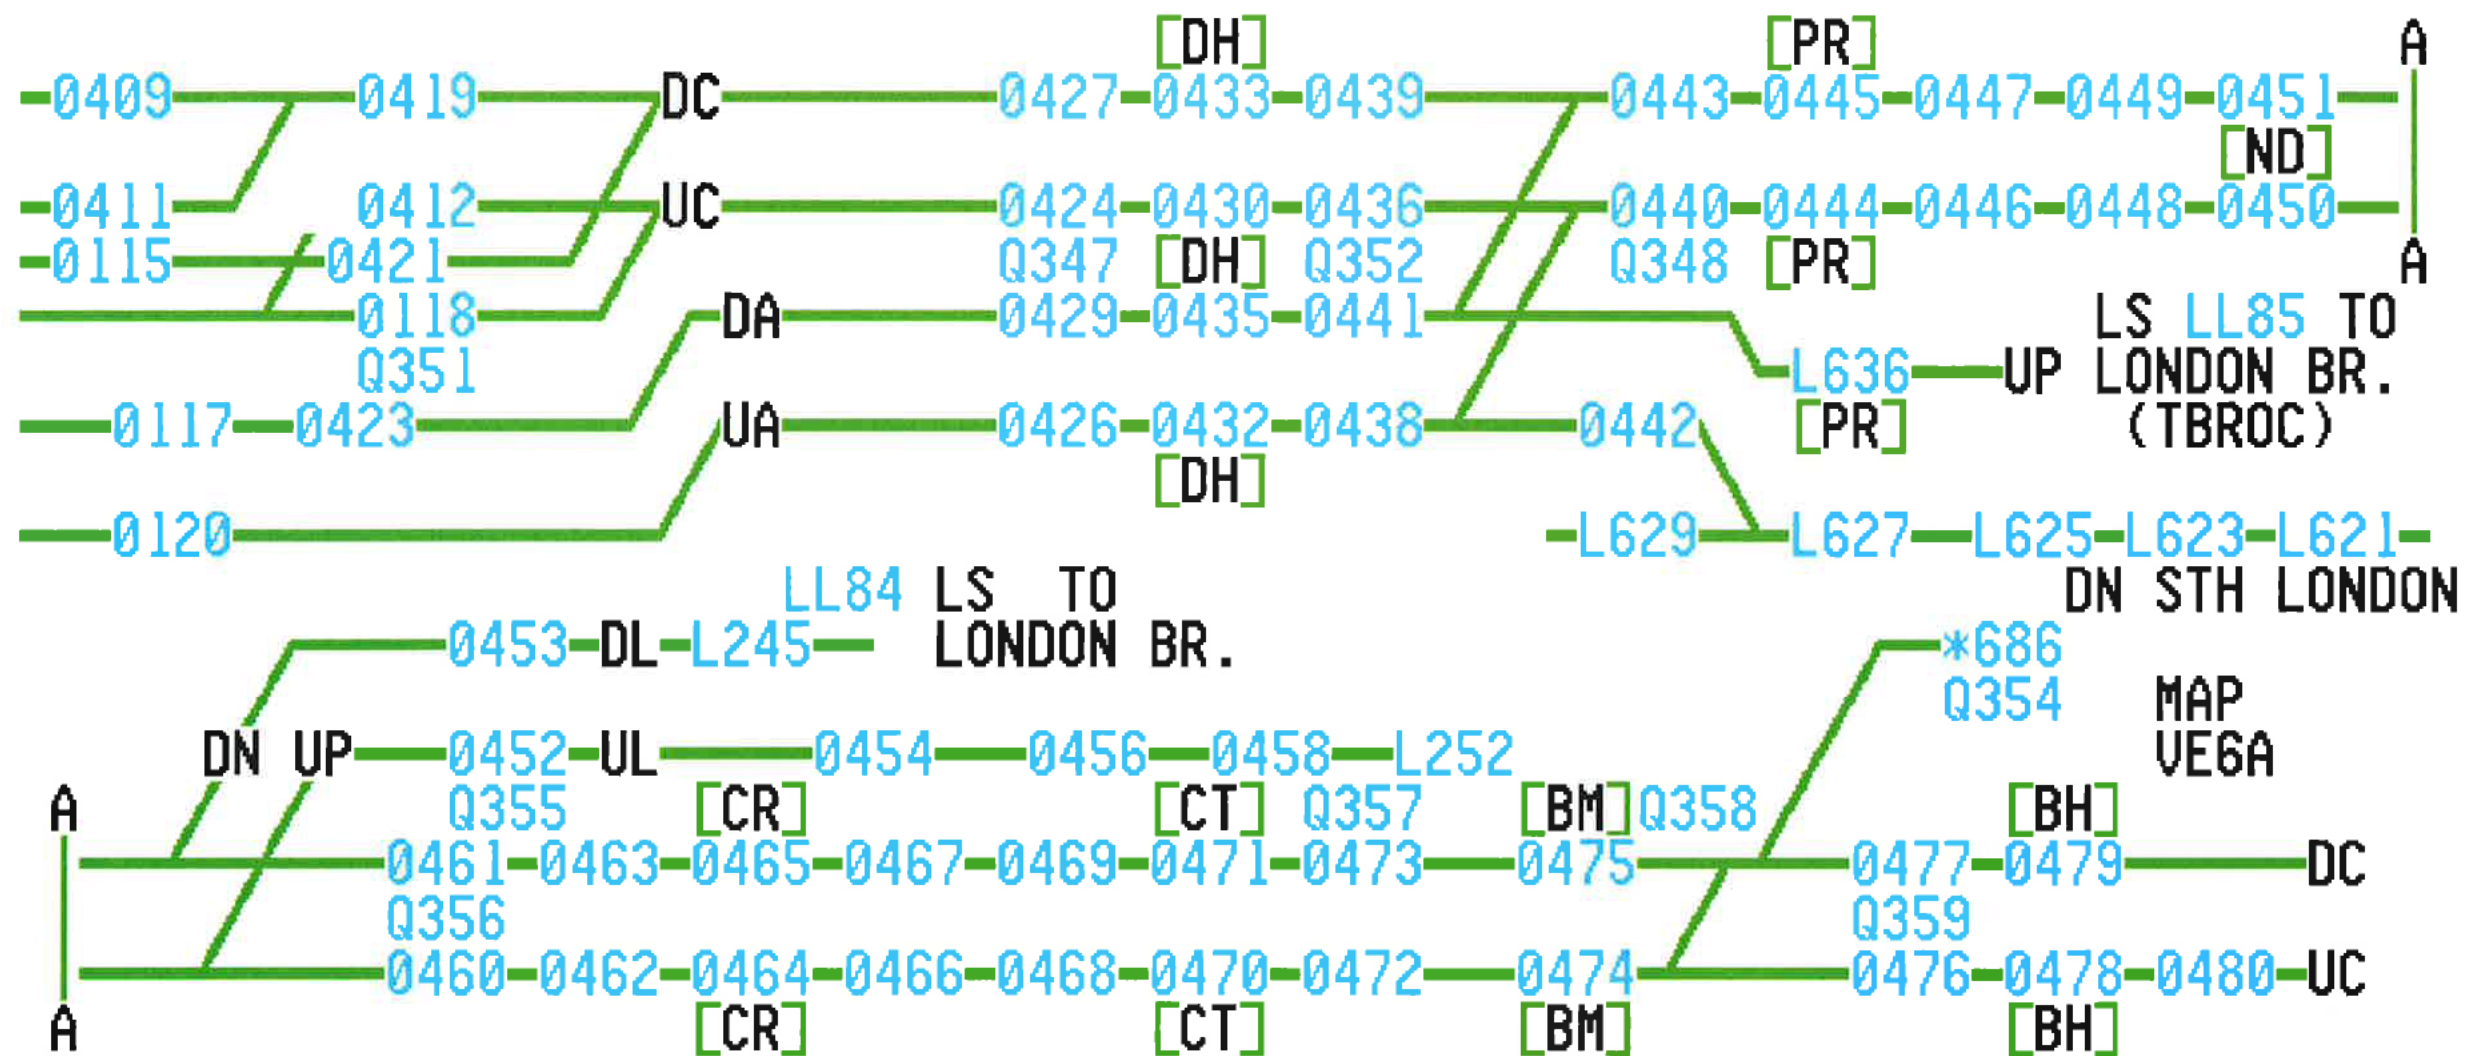 [DH] [PR] A
0409 0419 DC 0427 0433 0439 0443 0445 0447 0449 0451
[ND]
0411 0412 UC 0424 0430 0436 0440 0444 0446 0448 0450
0115 0421 Q347 [DH] Q352 Q348 [PR] A
0118 DA 0429 0435 0441 LS LL85 TO
Q351 L636 UP LONDON BR.
0117 0423 UA 0426 0432 0438 0442 [PR] (TBROC)
[DH]
0120 L629 L627 L625 L623 L621
LL84 LS TO DN STH LONDON
0453 DL L245 LONDON BR. *686
Q354 MAP
DN UP 0452 UL 0454 0456 0458 L252 VE6A
A Q355 [CR] [CT] Q357 [BM] Q358 [BH]
0461 0463 0465 0467 0469 0471 0473 0475 0477 0479 DC
Q356 Q359
0460 0462 0464 0466 0468 0470 0472 0474 0476 0478 0480 UC
A [CR] [CT] [BM] [BH]